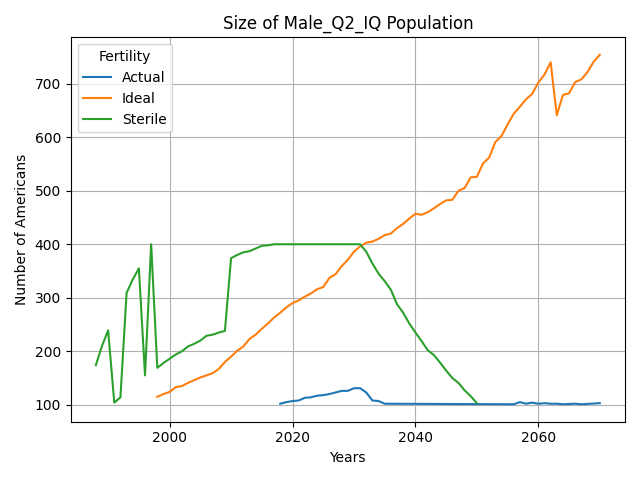 Size of Male_Q2_IQ Population
Fertility
Actual
Ideal
Sterile
Number of Americans
700
600
500
400
300
200
100
2000
2020
2040
2060
Years